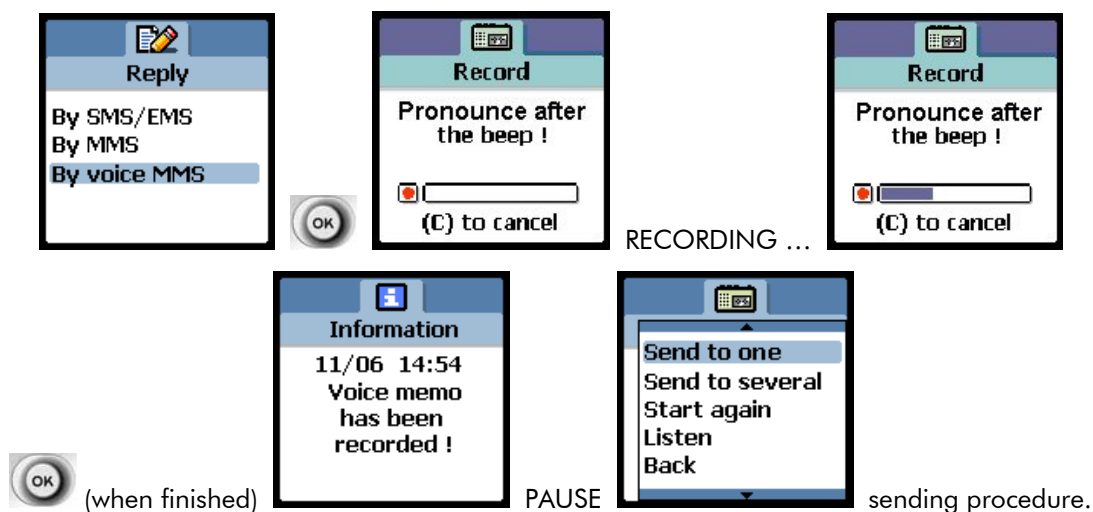 Reply
By SMS/EMS
By MMS
By voice MMS
OK
Record
Pronounce after
the beep !
(C) to cancel
RECORDING ...
Record
Pronounce after
the beep !
(C) to cancel
OK
(when finished)
Information
11/06 14:54
Voice memo
has been
recorded !
PAUSE
Send to one
Send to several
Start again
Listen
Back
sending procedure.